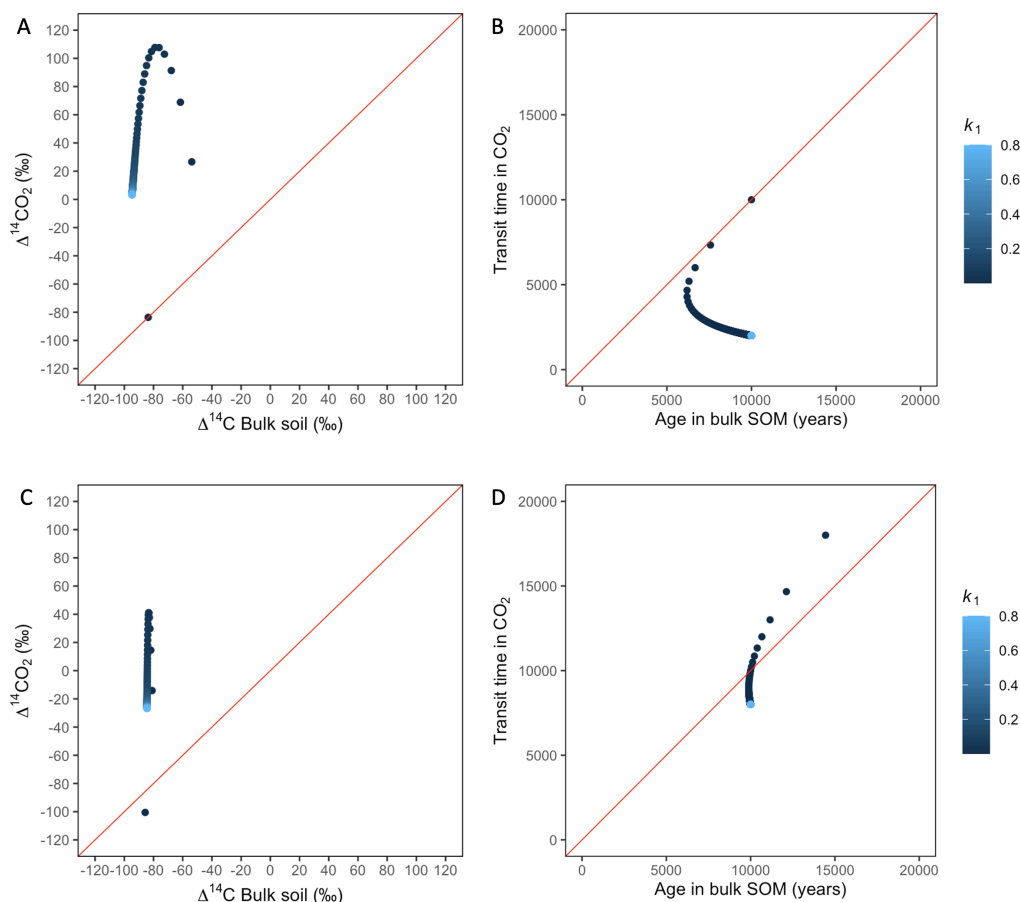 A
120
100
80
60
40
20
0
-20
-40
-60
-80
-100
-120
Δ¹⁴CO₂ (‰)
-120 -100 -80 -60 -40 -20 0 20 40 60 80 100 120
Δ¹⁴C Bulk soil (‰)
B
20000
15000
10000
5000
0
Transit time in CO₂
0 5000 10000 15000 20000
Age in bulk SOM (years)
k₁
0.8
0.6
0.4
0.2
C
120
100
80
60
40
20
0
-20
-40
-60
-80
-100
-120
Δ¹⁴CO₂ (‰)
-120 -100 -80 -60 -40 -20 0 20 40 60 80 100 120
Δ¹⁴C Bulk soil (‰)
D
20000
15000
10000
5000
0
Transit time in CO₂
0 5000 10000 15000 20000
Age in bulk SOM (years)
k₁
0.8
0.6
0.4
0.2